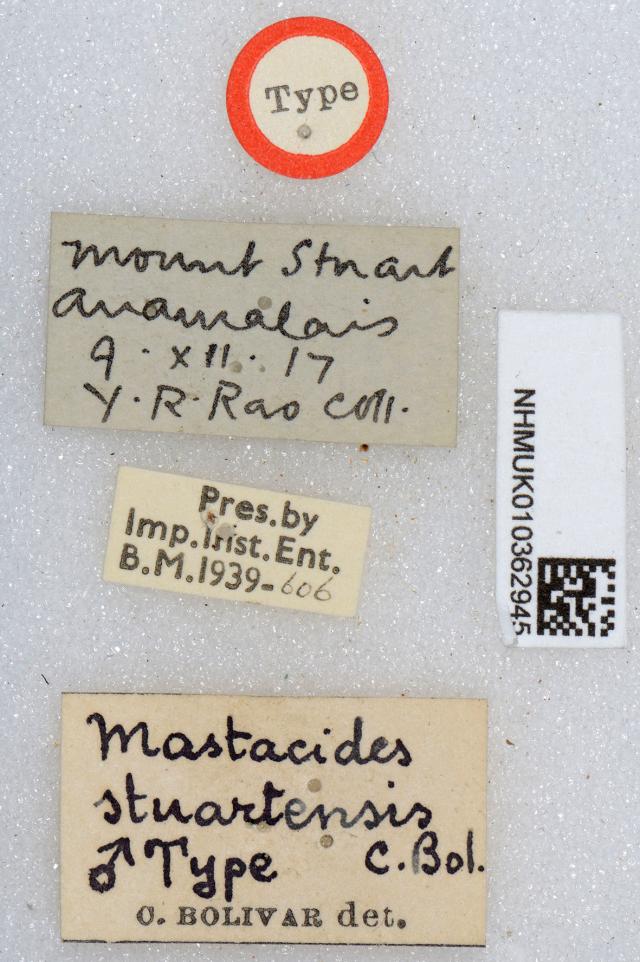 Type
Mount Stuart
Anamalais
9. XII. 17
Y. R. Rao Coll.
Pres. by
Imp. Inst. Ent.
B.M. 1939-606
NHMUK010362945
Mastacides
stuartensis
♂ Type C. Bol.
C. BOLIVAR det.